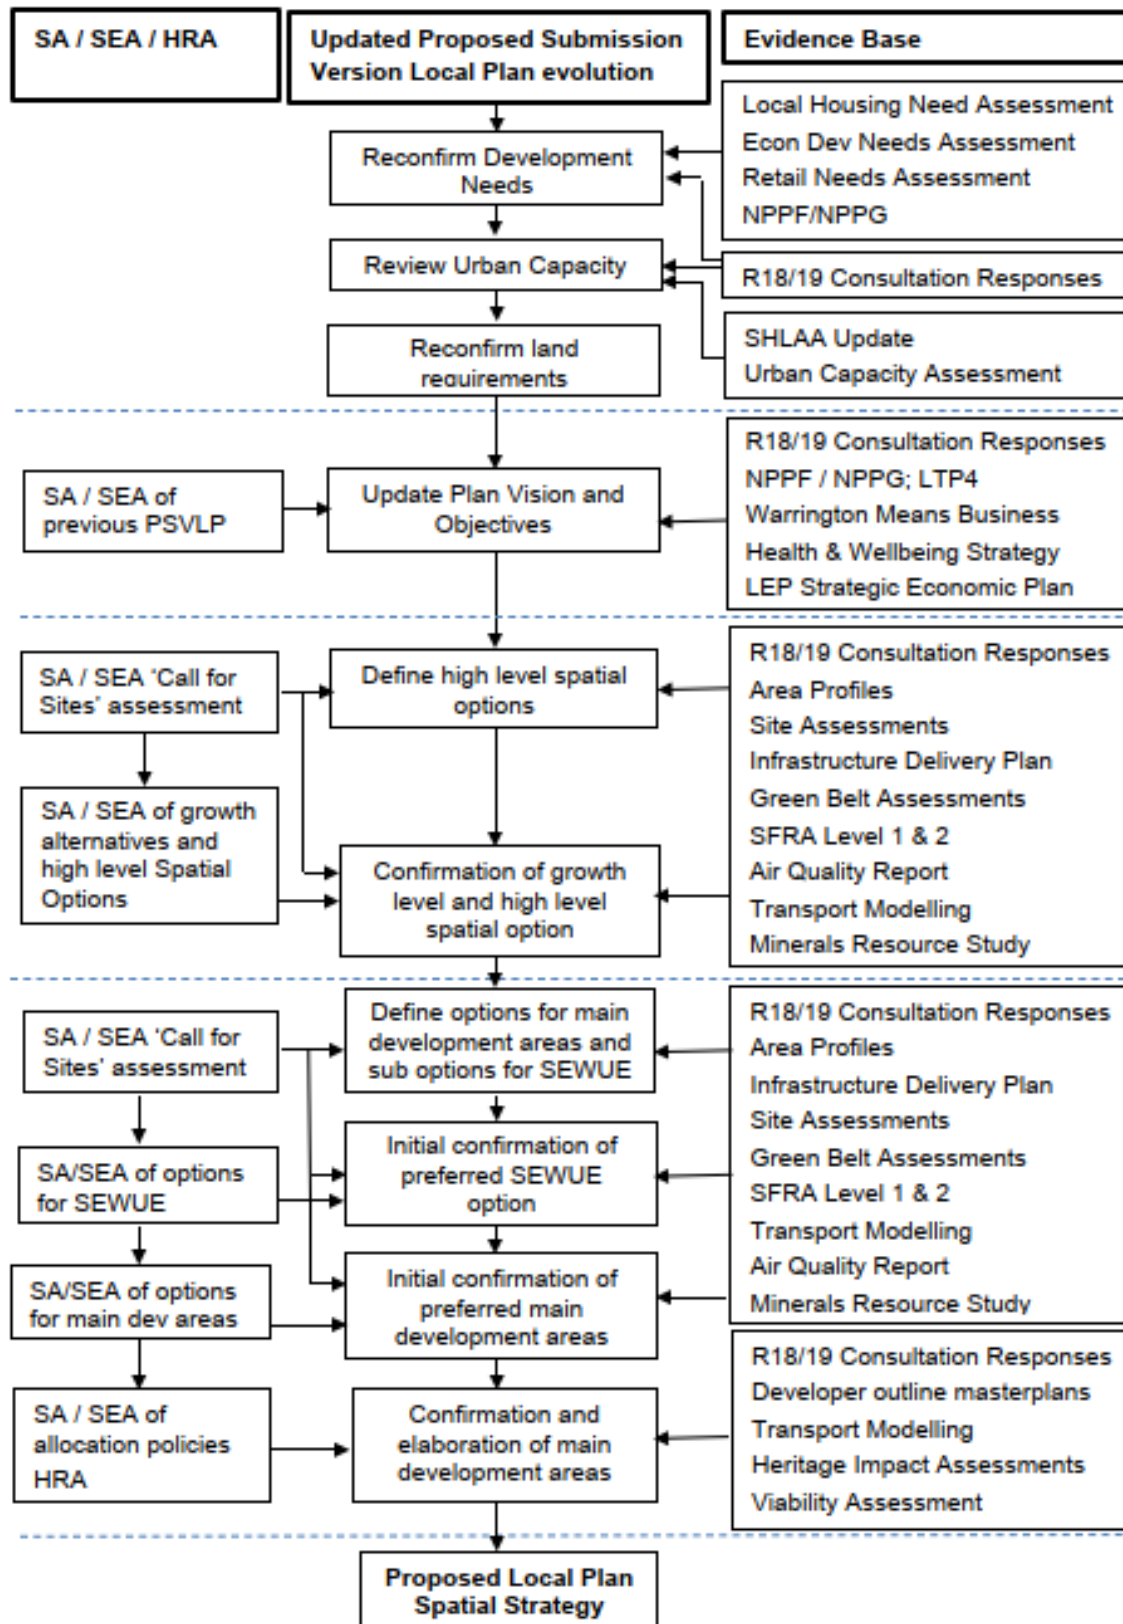 SA / SEA / HRA
Updated Proposed Submission
Version Local Plan evolution
Evidence Base
Reconfirm Development
Needs
Local Housing Need Assessment
Econ Dev Needs Assessment
Retail Needs Assessment
NPPF/NPPG
Review Urban Capacity
R18/19 Consultation Responses
Reconfirm land
requirements
SHLAA Update
Urban Capacity Assessment
SA / SEA of
previous PSVLP
Update Plan Vision and
Objectives
R18/19 Consultation Responses
NPPF / NPPG; LTP4
Warrington Means Business
Health & Wellbeing Strategy
LEP Strategic Economic Plan
SA / SEA 'Call for
Sites' assessment
Define high level spatial
options
R18/19 Consultation Responses
Area Profiles
Site Assessments
Infrastructure Delivery Plan
Green Belt Assessments
SFRA Level 1 & 2
Air Quality Report
Transport Modelling
Minerals Resource Study
SA / SEA of growth
alternatives and
high level Spatial
Options
Confirmation of growth
level and high level
spatial option
SA / SEA 'Call for
Sites' assessment
Define options for main
development areas and
sub options for SEWUE
R18/19 Consultation Responses
Area Profiles
Infrastructure Delivery Plan
Site Assessments
Green Belt Assessments
SFRA Level 1 & 2
Transport Modelling
Air Quality Report
Minerals Resource Study
SA/SEA of options
for SEWUE
Initial confirmation of
preferred SEWUE
option
SA/SEA of options
for main dev areas
Initial confirmation of
preferred main
development areas
SA / SEA of
allocation policies
HRA
Confirmation and
elaboration of main
development areas
R18/19 Consultation Responses
Developer outline masterplans
Transport Modelling
Heritage Impact Assessments
Viability Assessment
Proposed Local Plan
Spatial Strategy